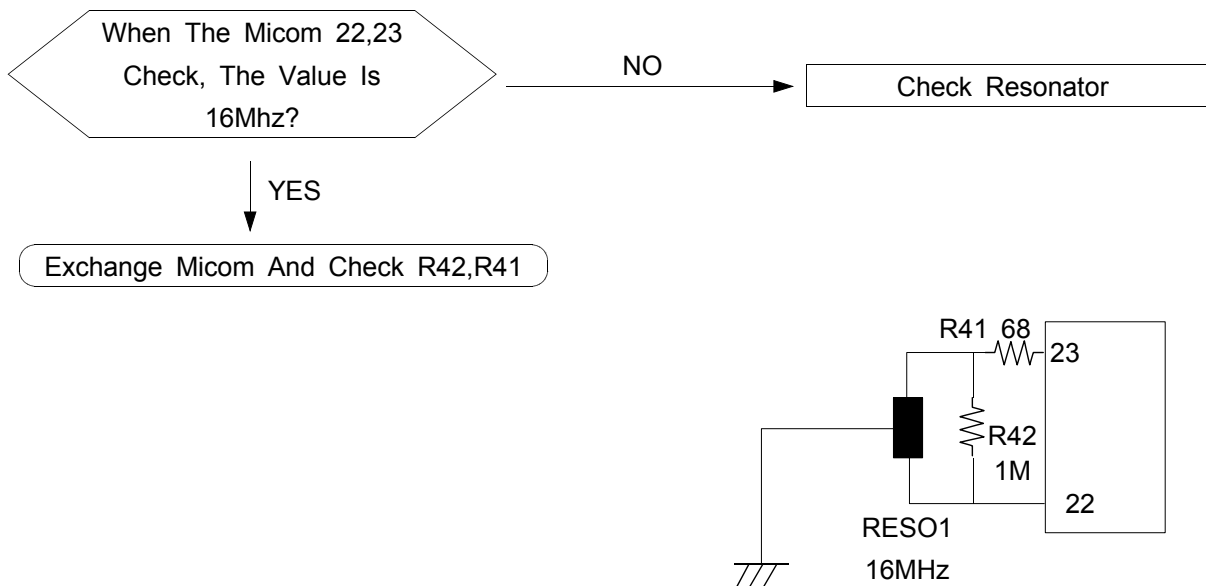 When The Micom 22,23
Check, The Value Is
16Mhz?
NO
Check Resonator
YES
Exchange Micom And Check R42,R41
R41 68
23
R42
1M
22
RESO1
16MHz